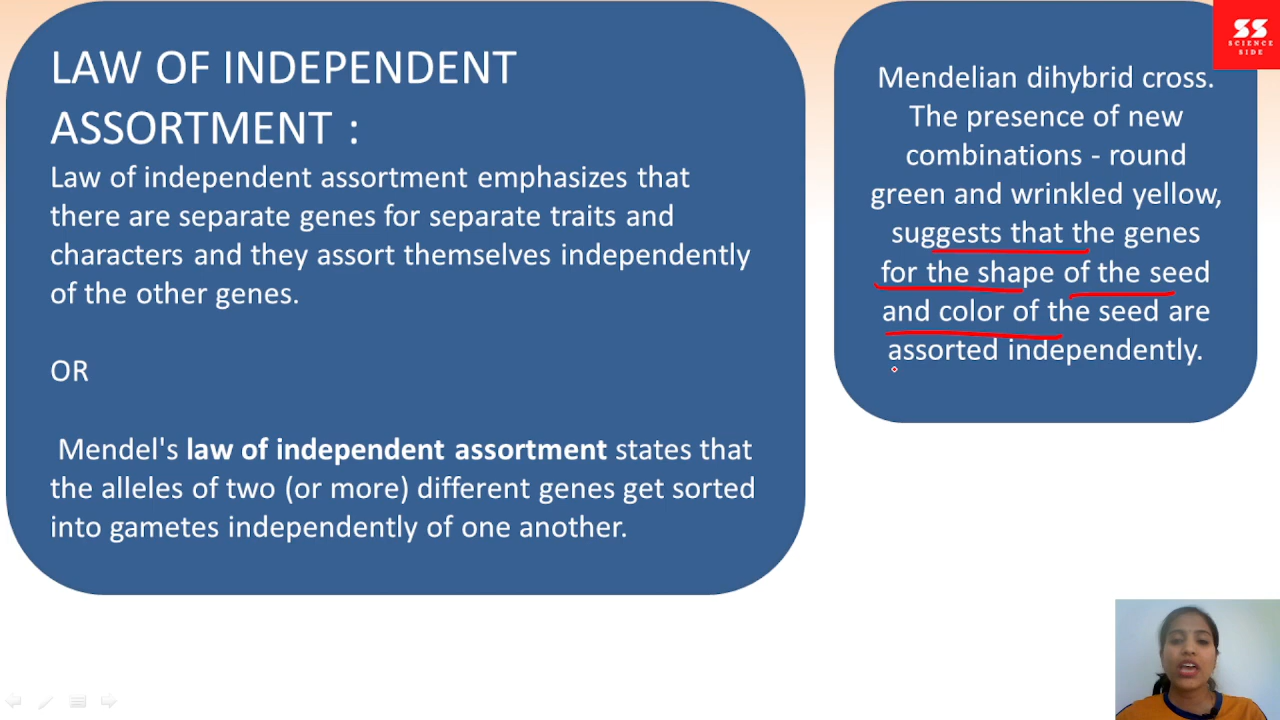 LAW OF INDEPENDENT
ASSORTMENT :
Law of independent assortment emphasizes that
there are separate genes for separate traits and
characters and they assort themselves independently
of the other genes.
OR
Mendel's law of independent assortment states that
the alleles of two (or more) different genes get sorted
into gametes independently of one another.
Mendelian dihybrid cross.
The presence of new
combinations - round
green and wrinkled yellow,
suggests that the genes
for the shape of the seed
and color of the seed are
assorted independently.
SS
SCIENCE
SIDE